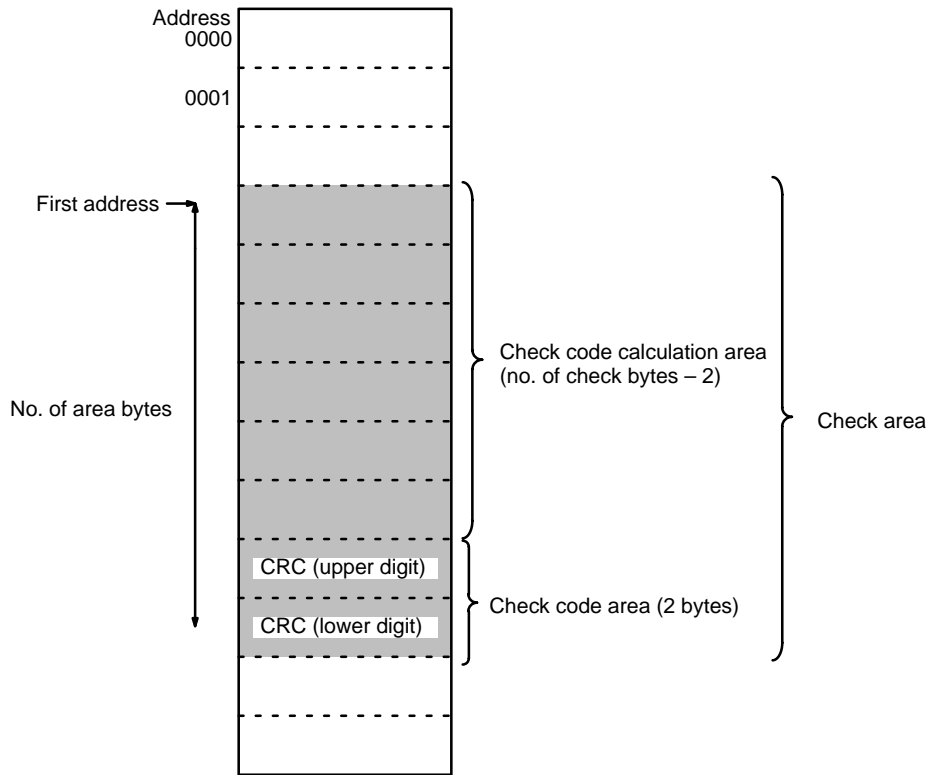 Address
0000
0001
First address
Check code calculation area
(no. of check bytes – 2)
No. of area bytes
Check area
CRC (upper digit)
Check code area (2 bytes)
CRC (lower digit)